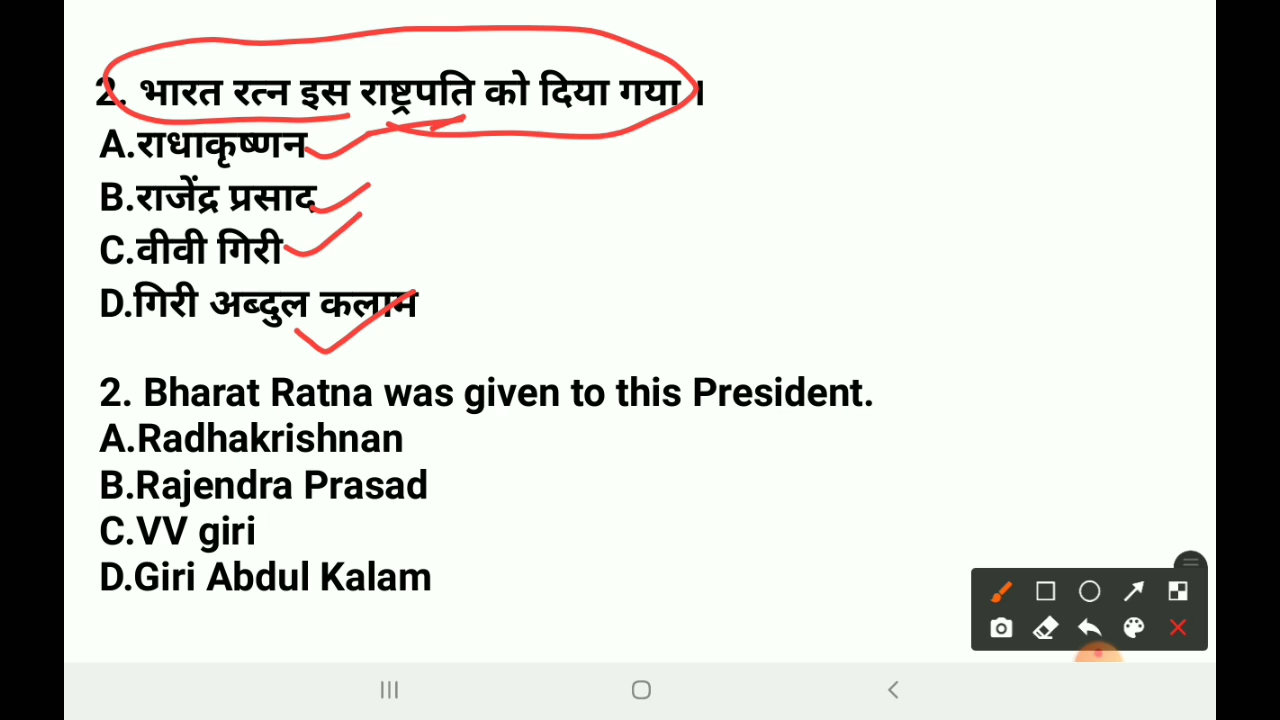 2. भारत रत्न इस राष्ट्रपति को दिया गया ।
A.राधाकृष्णन
B.राजेंद्र प्रसाद
C.वीवी गिरी
D.गिरी अब्दुल कलाम
2. Bharat Ratna was given to this President.
A.Radhakrishnan
B.Rajendra Prasad
C.VV giri
D.Giri Abdul Kalam